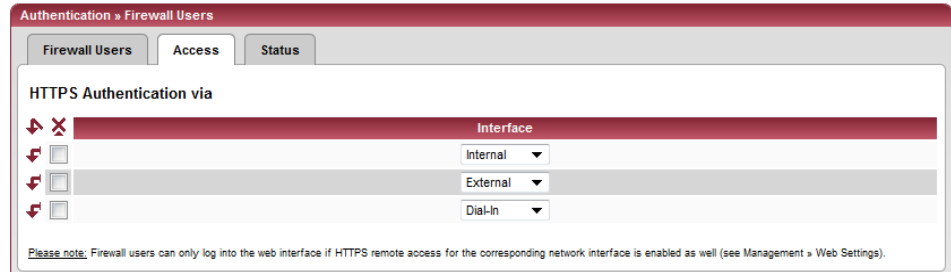 Authentication » Firewall Users
Firewall Users Access Status
HTTPS Authentication via
Interface
Internal
External
Dial-In
Please note: Firewall users can only log into the web interface if HTTPS remote access for the corresponding network interface is enabled as well (see Management » Web Settings).